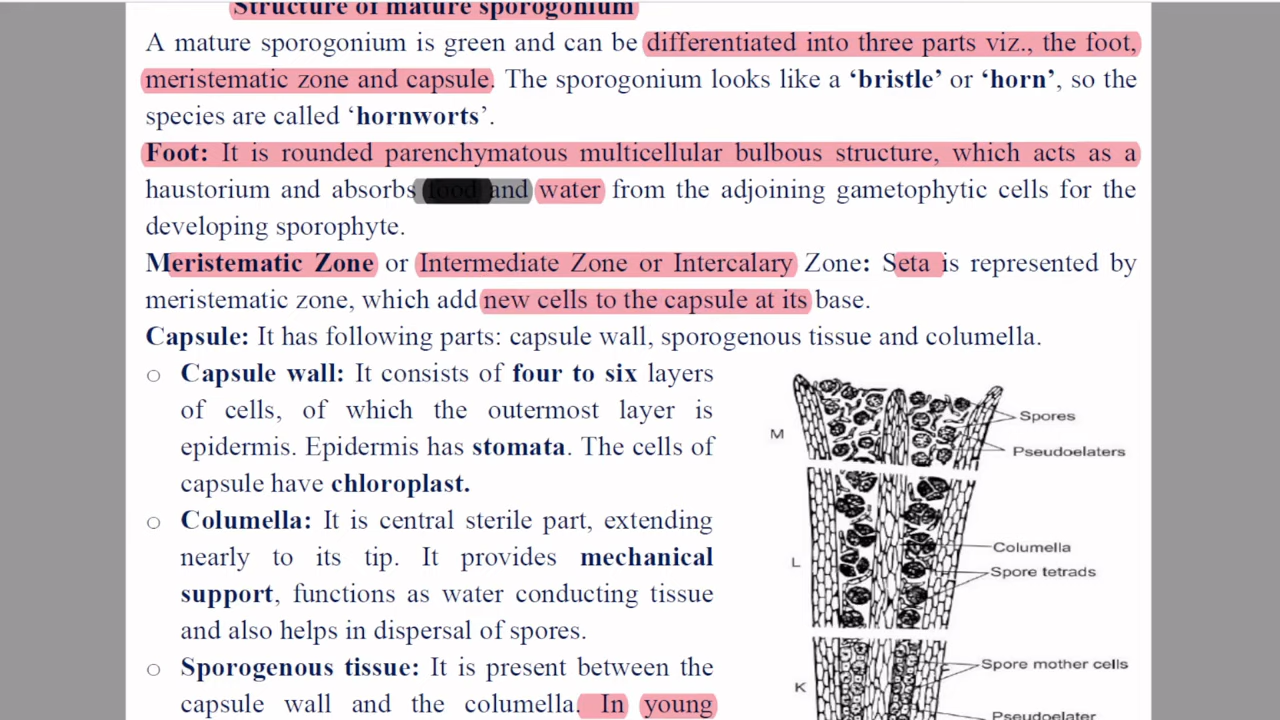 Structure of mature sporogonium
A mature sporogonium is green and can be differentiated into three parts viz., the foot,
meristematic zone and capsule. The sporogonium looks like a ‘bristle’ or ‘horn’, so the
species are called ‘hornworts’.
Foot: It is rounded parenchymatous multicellular bulbous structure, which acts as a
haustorium and absorbs food and water from the adjoining gametophytic cells for the
developing sporophyte.
Meristematic Zone or Intermediate Zone or Intercalary Zone: Seta is represented by
meristematic zone, which add new cells to the capsule at its base.
Capsule: It has following parts: capsule wall, sporogenous tissue and columella.
○ Capsule wall: It consists of four to six layers
of cells, of which the outermost layer is
epidermis. Epidermis has stomata. The cells of
capsule have chloroplast.
○ Columella: It is central sterile part, extending
nearly to its tip. It provides mechanical
support, functions as water conducting tissue
and also helps in dispersal of spores.
○ Sporogenous tissue: It is present between the
capsule wall and the columella. In young
Spores
M
Pseudoelaters
Columella
L
Spore tetrads
Spore mother cells
K
Pseudoelater